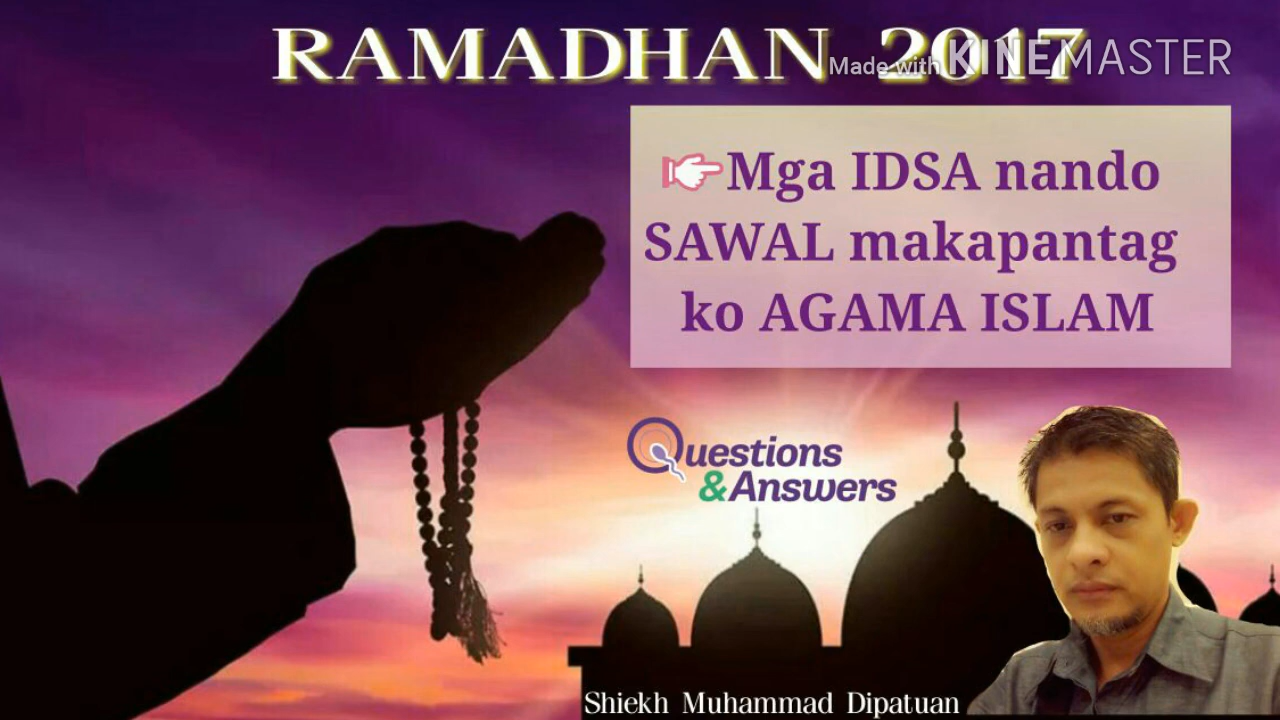 RAMADHAN 2017
Made with KINEMASTER
👉Mga IDSA nando
SAWAL makapantag
ko AGAMA ISLAM
Questions
&Answers
Shiekh Muhammad Dipatuan